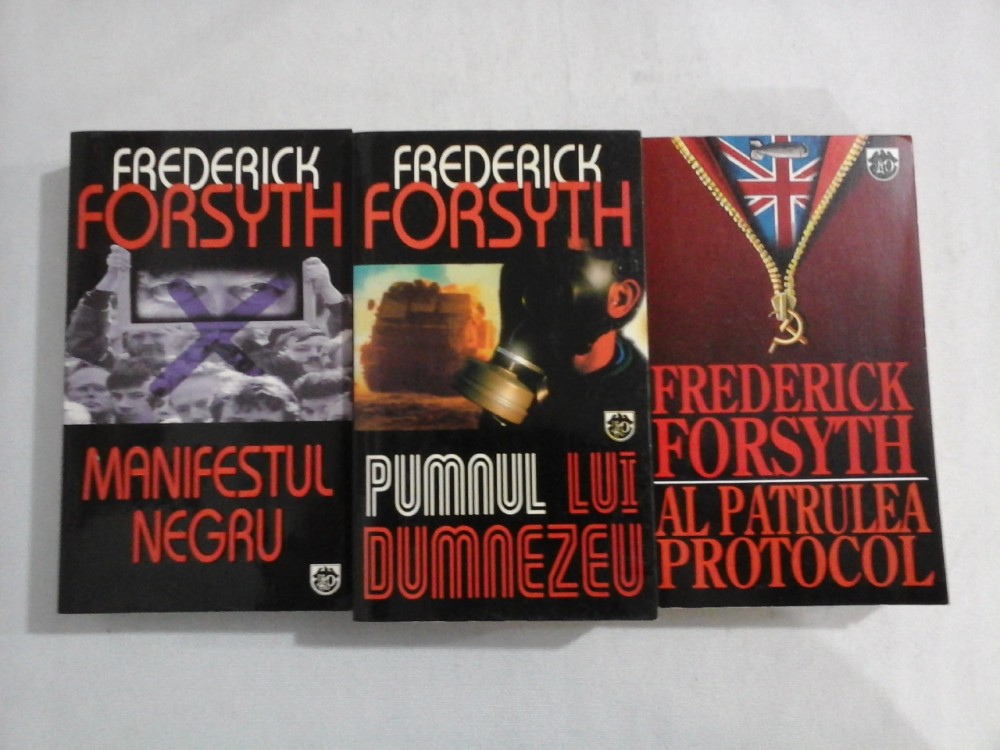 FREDERICK
FORSYTH
MANIFESTUL
NEGRU
FREDERICK
FORSYTH
PUMNUL LUI
DUMNEZEU
FREDERICK
FORSYTH
AL PATRULEA
PROTOCOL